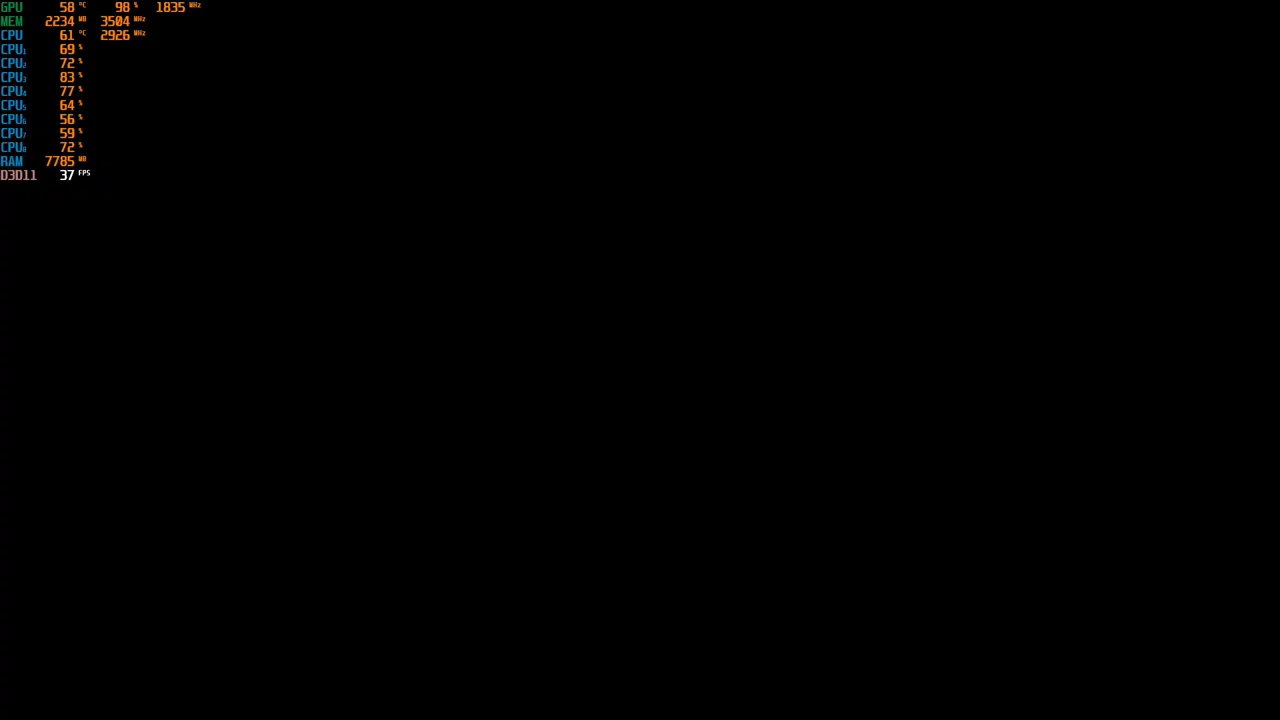 GPU 58 °C 98 % 1835 MHz
MEM 2234 MB 3504 MHz
CPU 61 °C 2926 MHz
CPU1 69 %
CPU2 72 %
CPU3 83 %
CPU4 77 %
CPU5 64 %
CPU6 56 %
CPU7 59 %
CPU8 72 %
RAM 7785 MB
D3D11 37 FPS